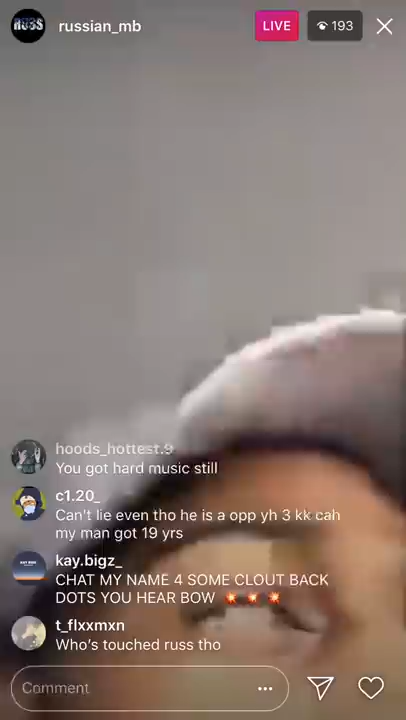 RUSS
russian_mb
LIVE
193
hoods_hottest.9
You got hard music still
c1.20_
Can't lie even tho he is a opp yh 3 kk cah
my man got 19 yrs
kay.bigz_
CHAT MY NAME 4 SOME CLOUT BACK
DOTS YOU HEAR BOW 💥 💥 💥
t_flxxmxn
Who's touched russ tho
Comment